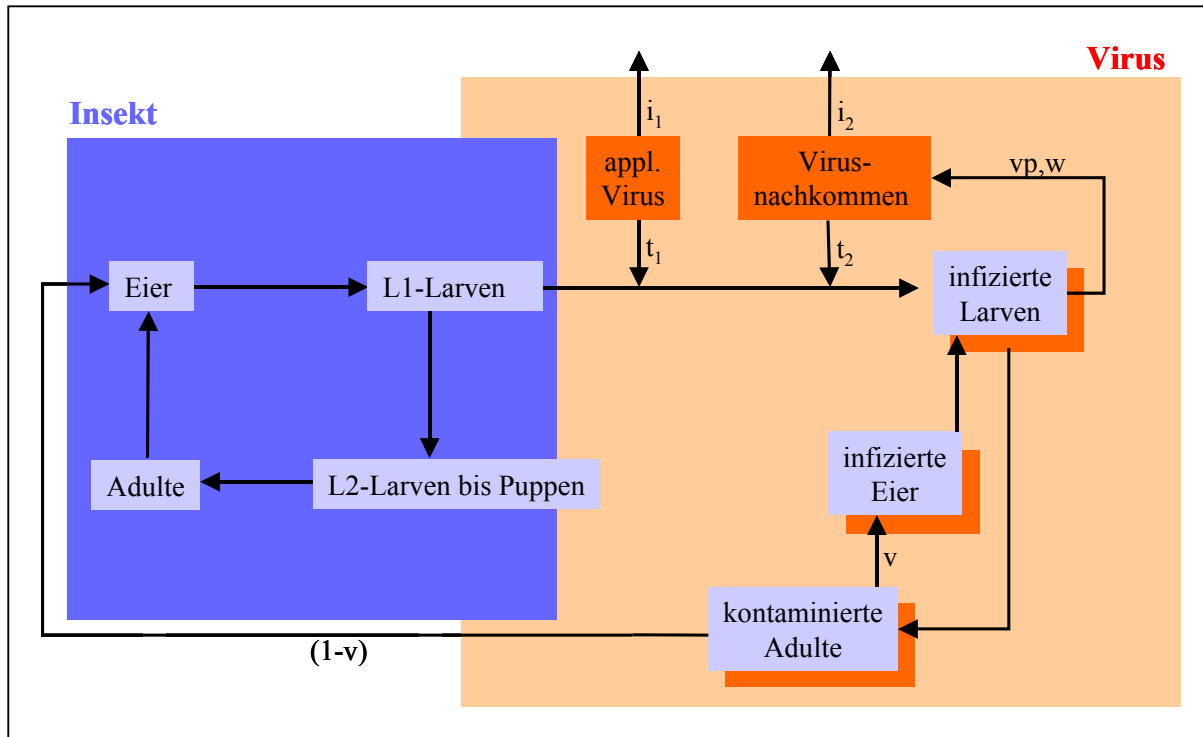 Virus
Insekt
i1
i2
appl.
Virus
Virus-
nachkommen
vp,w
t1
t2
Eier
L1-Larven
infizierte
Larven
Adulte
L2-Larven bis Puppen
infizierte
Eier
v
kontaminierte
Adulte
(1-v)